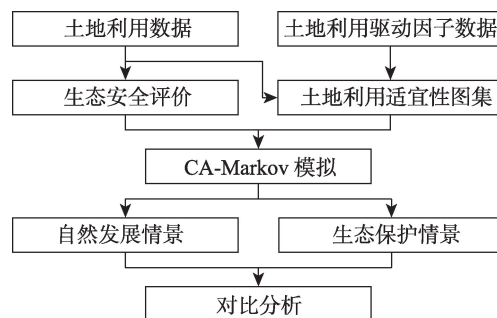 土地利用数据
土地利用驱动因子数据
生态安全评价
土地利用适宜性图集
CA-Markov 模拟
自然发展情景
生态保护情景
对比分析